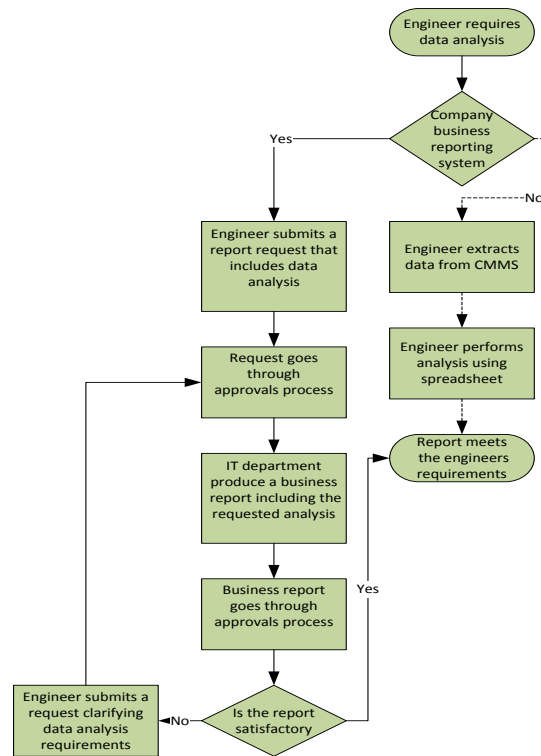 Engineer requires
data analysis
Company
business
reporting
system
Yes
No
Engineer submits a
report request that
includes data
analysis
Engineer extracts
data from CMMS
Request goes
through
approvals process
Engineer performs
analysis using
spreadsheet
IT department
produce a business
report including the
requested analysis
Report meets
the engineers
requirements
Business report
goes through
approvals process
Yes
Is the report
satisfactory
No
Engineer submits a
request clarifying
data analysis
requirements